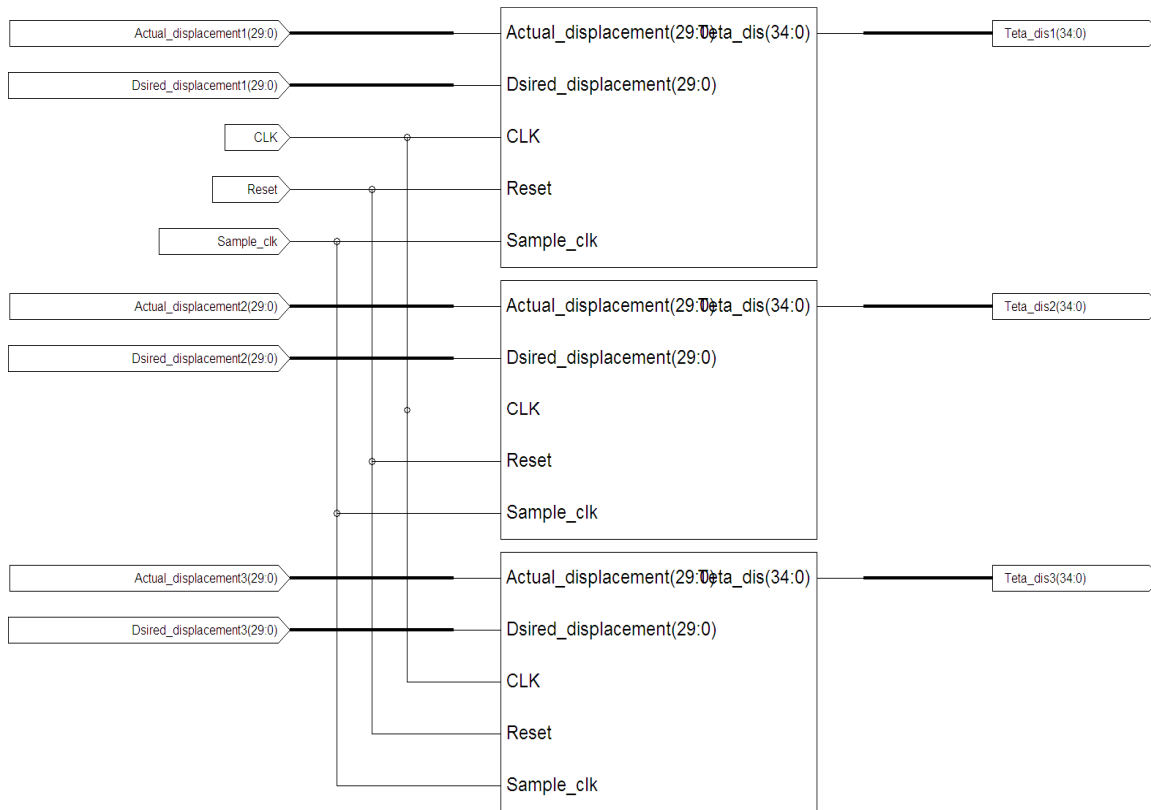 Actual_displacement1(29:0)
Actual_displacement(29:0)
Teta_dis(34:0)
Teta_dis1(34:0)
Dsired_displacement1(29:0)
Dsired_displacement(29:0)
CLK
CLK
Reset
Reset
Sample_clk
Sample_clk
Actual_displacement2(29:0)
Actual_displacement(29:0)
Teta_dis(34:0)
Teta_dis2(34:0)
Dsired_displacement2(29:0)
Dsired_displacement(29:0)
CLK
Reset
Sample_clk
Actual_displacement3(29:0)
Actual_displacement(29:0)
Teta_dis(34:0)
Teta_dis3(34:0)
Dsired_displacement3(29:0)
Dsired_displacement(29:0)
CLK
Reset
Sample_clk